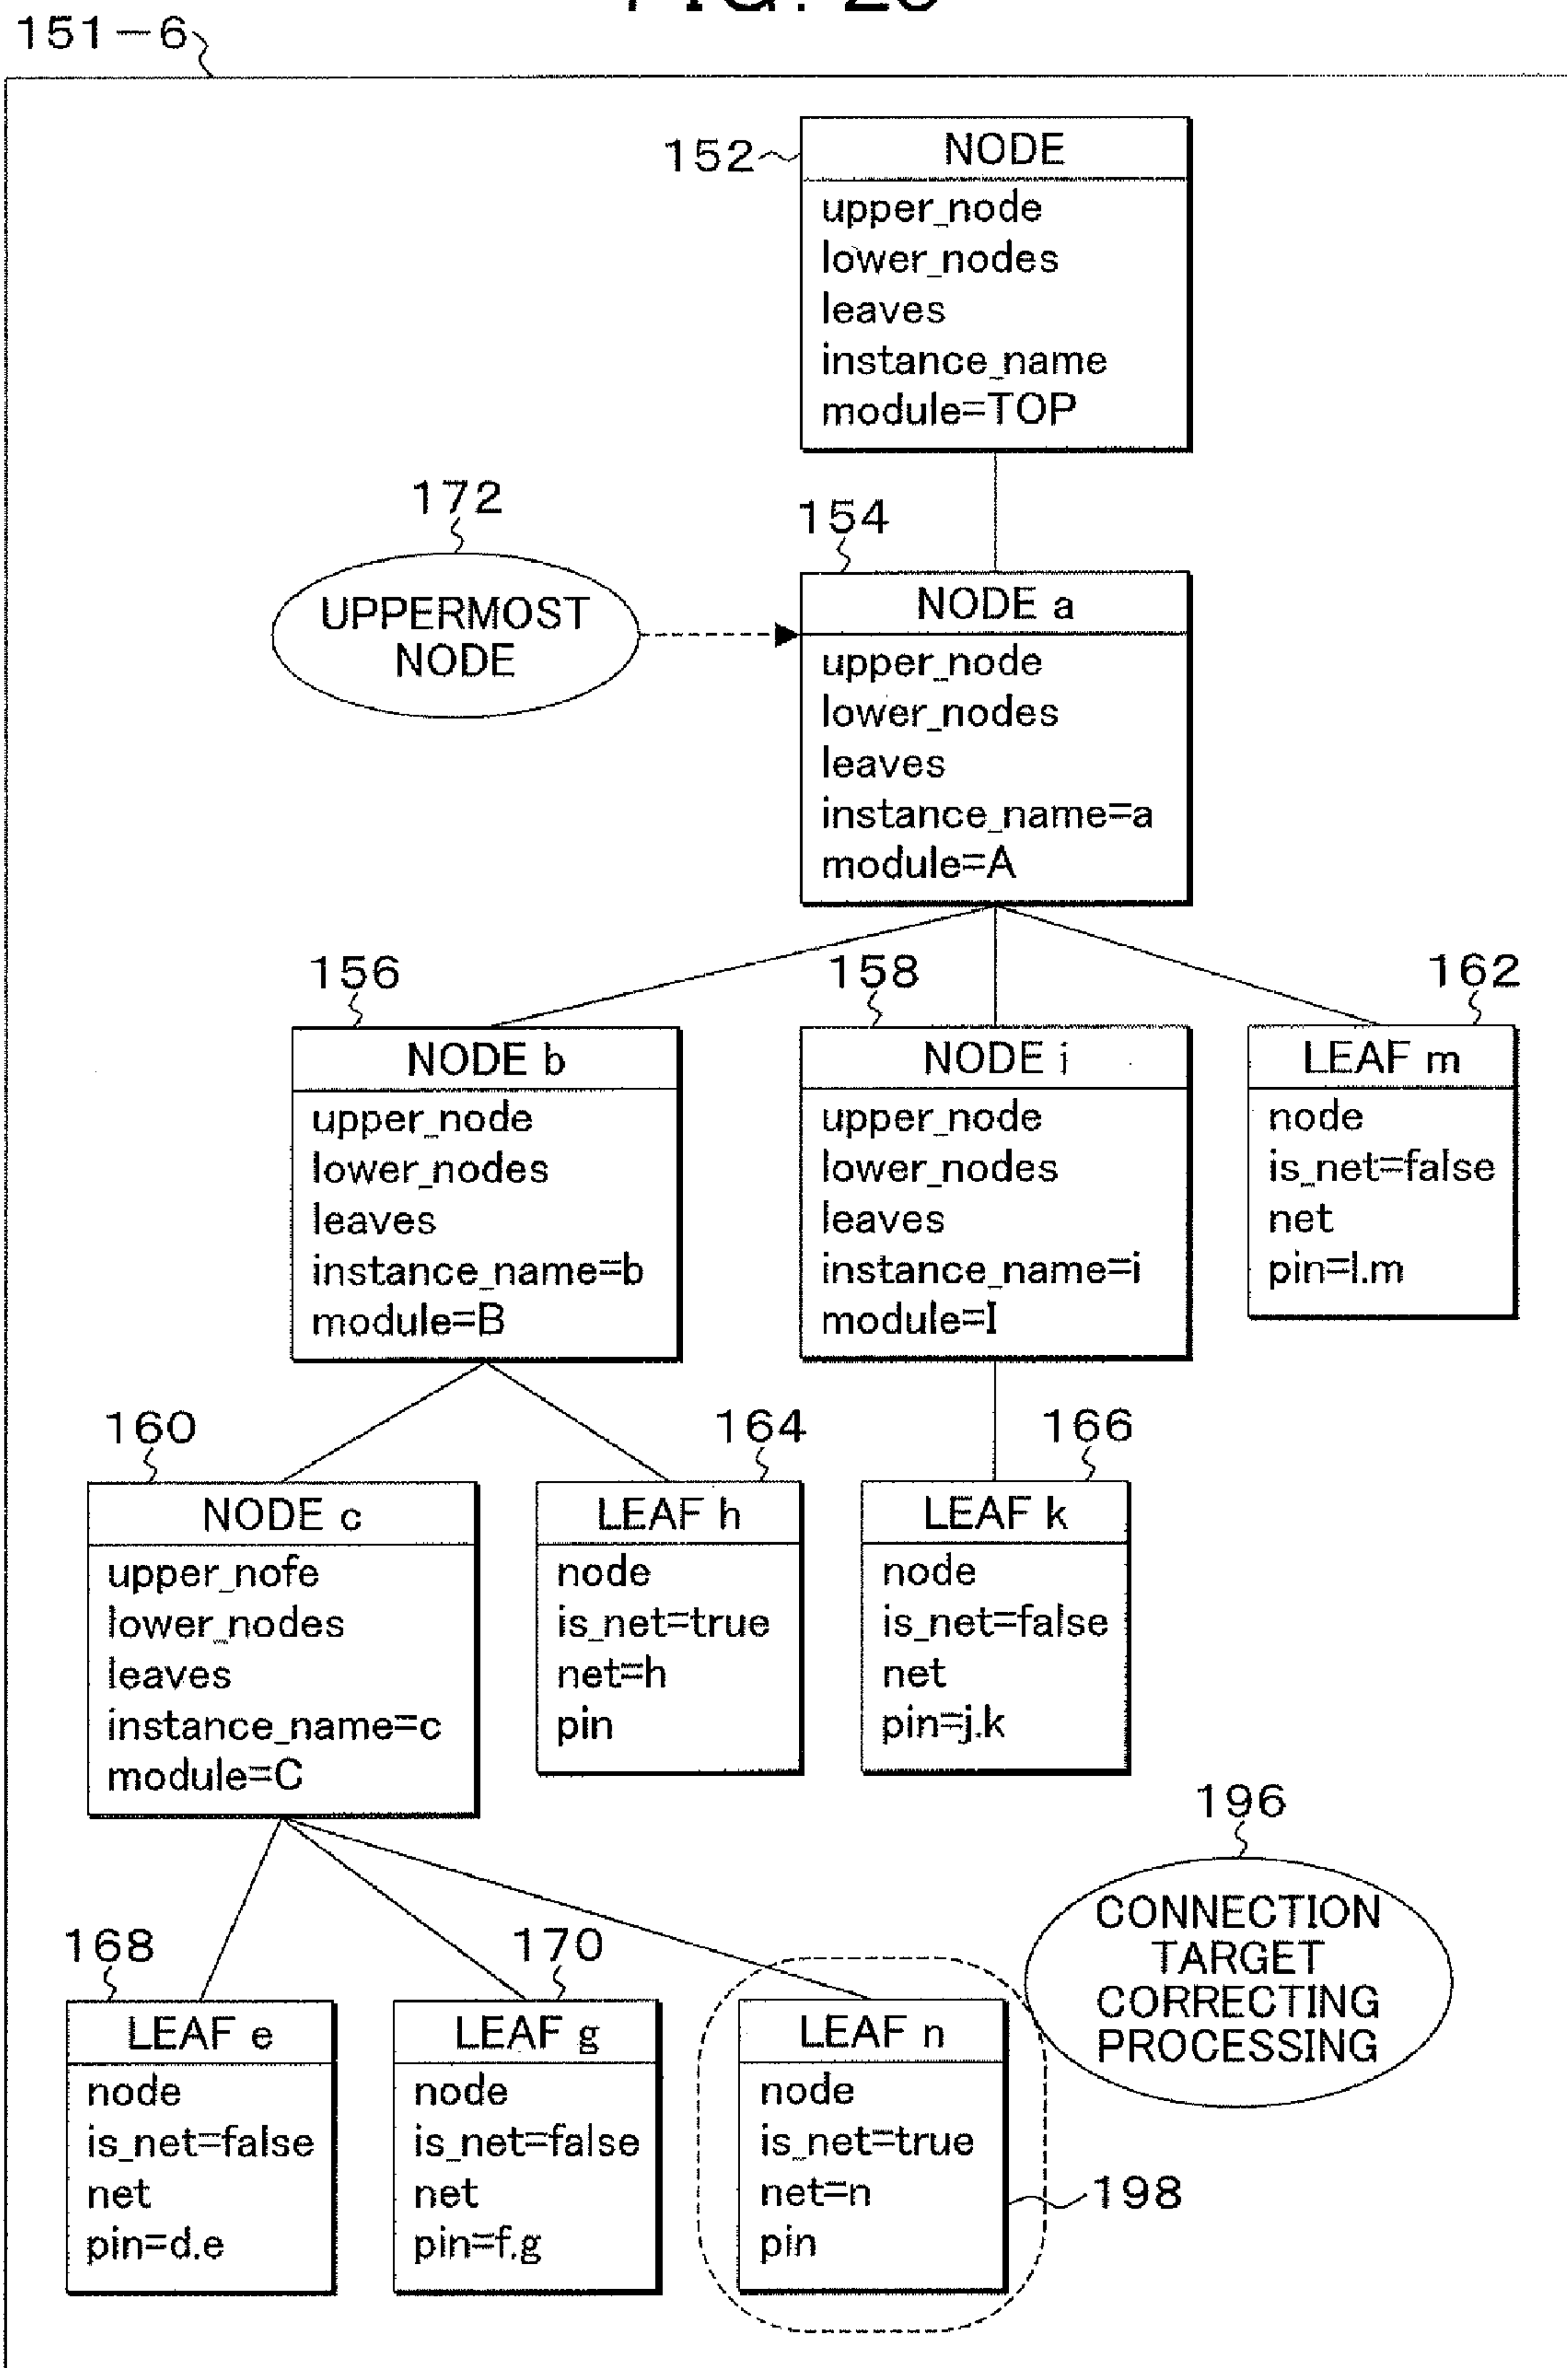 151-6
152
NODE
upper_node
lower_nodes
leaves
instance_name
module=TOP
172
UPPERMOST
NODE
154
NODE a
upper_node
lower_nodes
leaves
instance_name=a
module=A
156
NODE b
upper_node
lower_nodes
leaves
instance_name=b
module=B
158
NODE i
upper_node
lower_nodes
leaves
instance_name=i
module=I
162
LEAF m
node
is_net=false
net
pin=l.m
160
NODE c
upper_nofe
lower_nodes
leaves
instance_name=c
module=C
164
LEAF h
node
is_net=true
net=h
pin
166
LEAF k
node
is_net=false
net
pin=j.k
196
CONNECTION
TARGET
CORRECTING
PROCESSING
168
LEAF e
node
is_net=false
net
pin=d.e
170
LEAF g
node
is_net=false
net
pin=f.g
LEAF n
node
is_net=true
net=n
pin
198